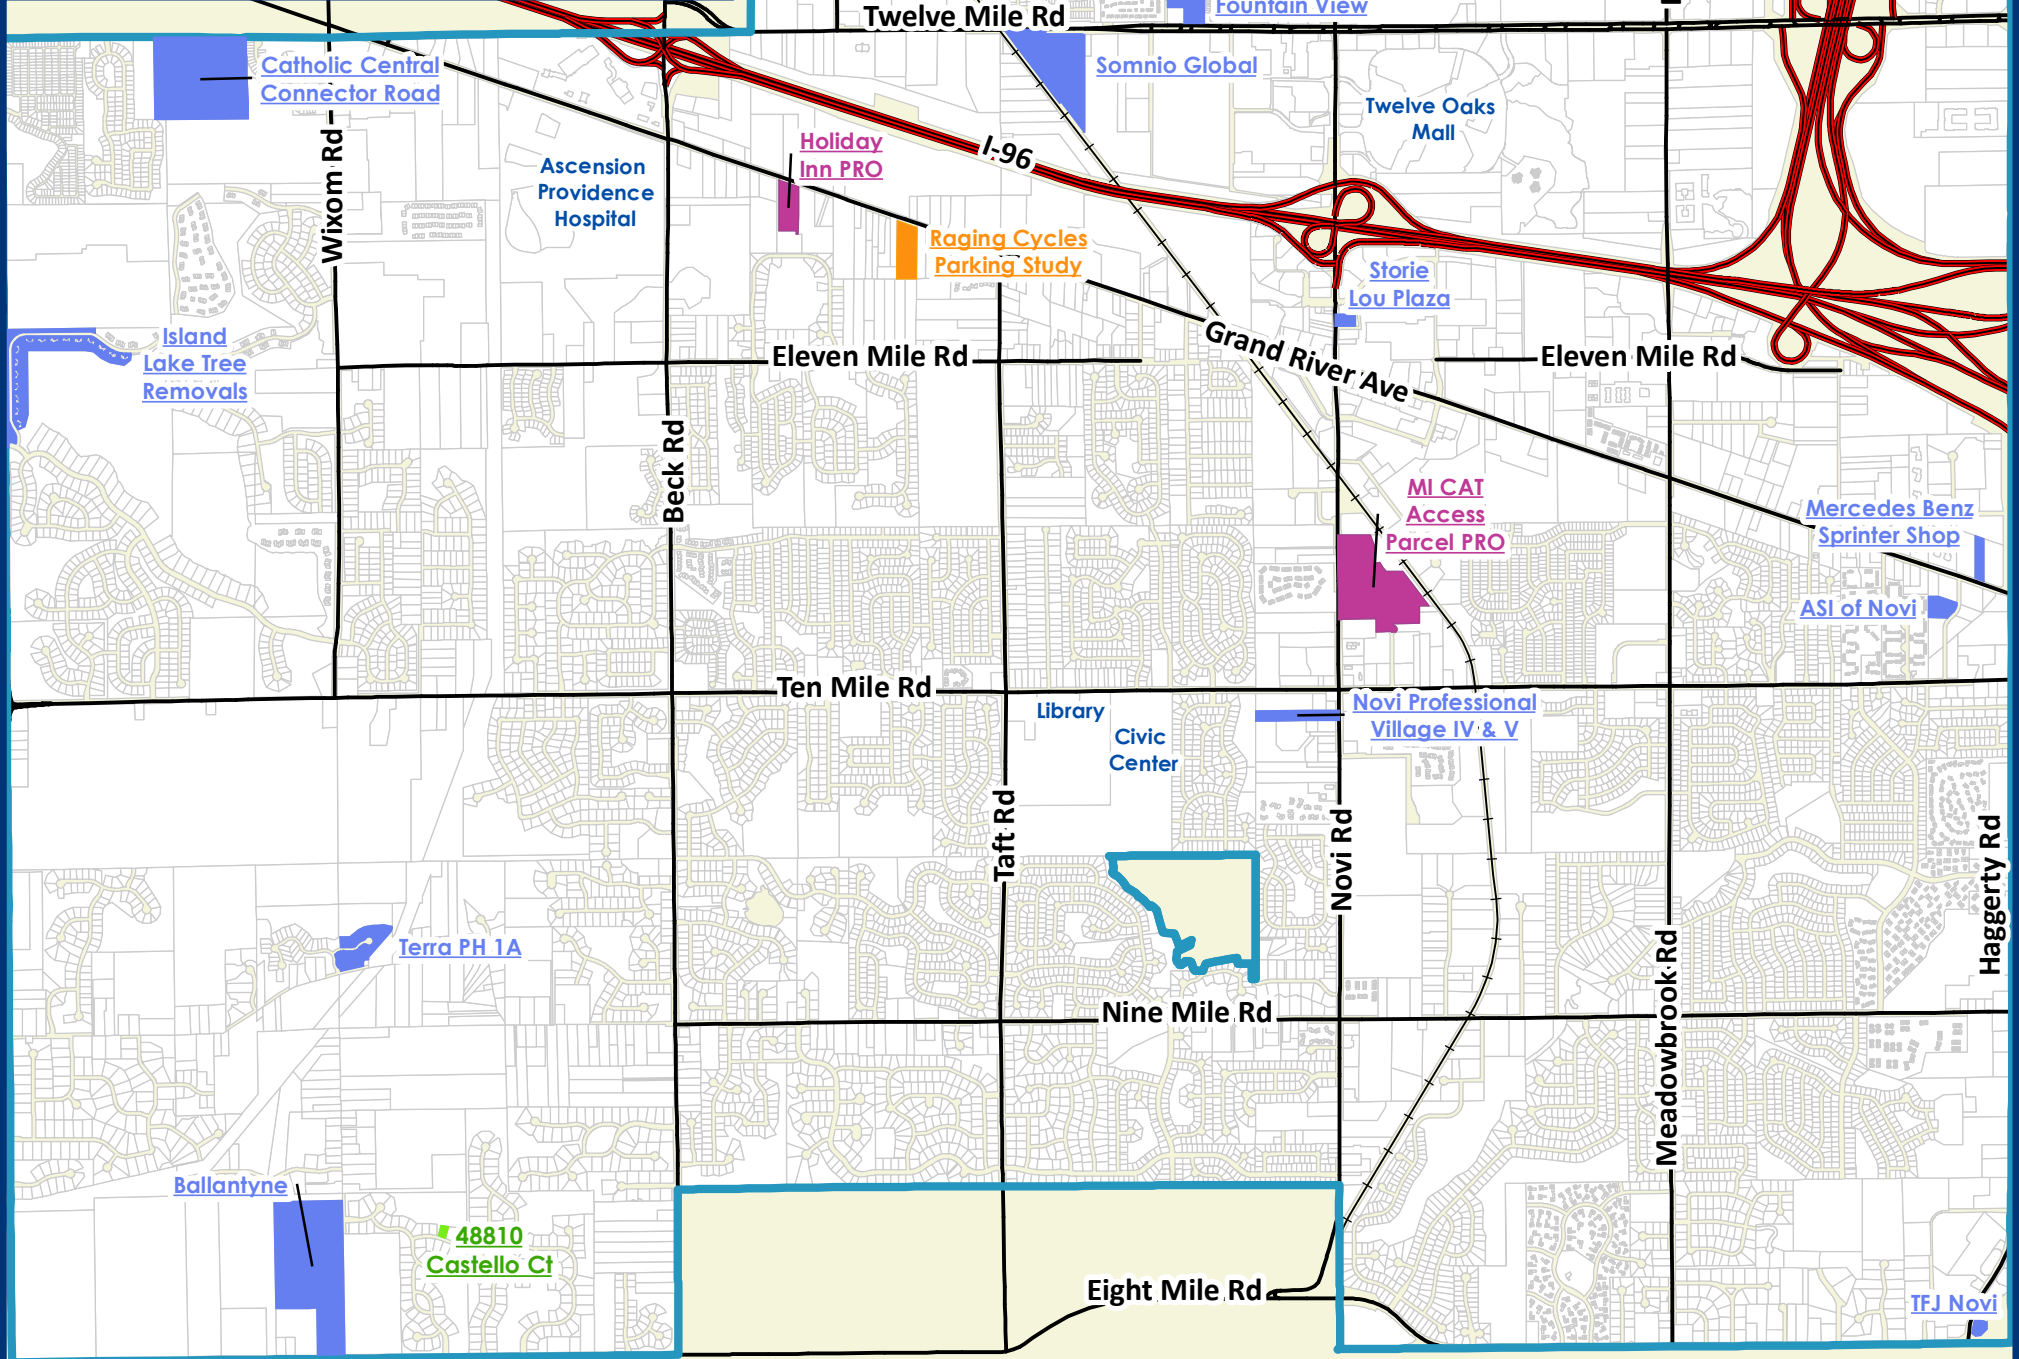 Twelve Mile Rd
Fountain View
Catholic Central
Connector Road
Somnio Global
Twelve Oaks
Mall
Wixom Rd
Holiday
Inn PRO
I-96
Ascension
Providence
Hospital
Raging Cycles
Parking Study
Storie
Lou Plaza
Island
Lake Tree
Removals
Eleven Mile Rd
Grand River Ave
Eleven Mile Rd
Beck Rd
MI CAT
Access
Parcel PRO
Mercedes Benz
Sprinter Shop
ASI of Novi
Ten Mile Rd
Library
Civic
Center
Novi Professional
Village IV & V
Taft Rd
Novi Rd
Haggerty Rd
Terra PH 1A
Meadowbrook Rd
Nine Mile Rd
Ballantyne
48810
Castello Ct
Eight Mile Rd
TFJ Novi